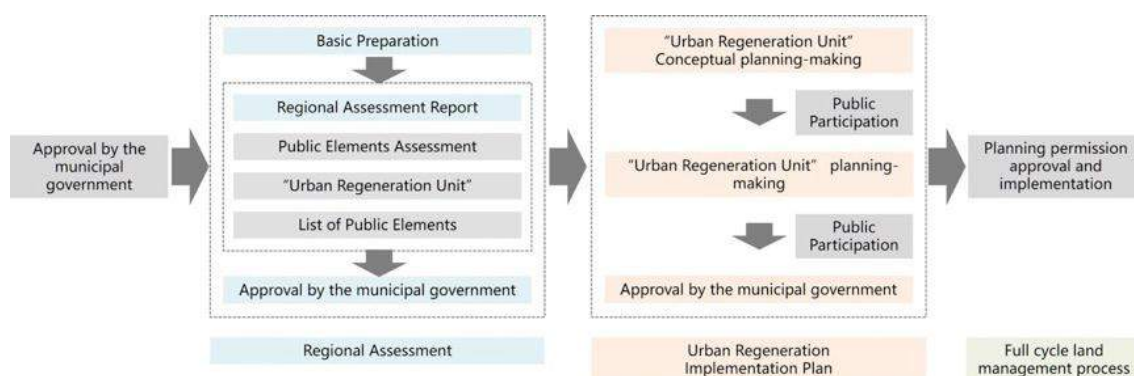 Approval by the
municipal
government
Basic Preparation
Regional Assessment Report
Public Elements Assessment
“Urban Regeneration Unit”
List of Public Elements
Approval by the municipal government
Regional Assessment
“Urban Regeneration Unit”
Conceptual planning-making
Public
Participation
“Urban Regeneration Unit” planning-
making
Public
Participation
Approval by the municipal government
Urban Regeneration
Implementation Plan
Planning permission
approval and
implementation
Full cycle land
management process